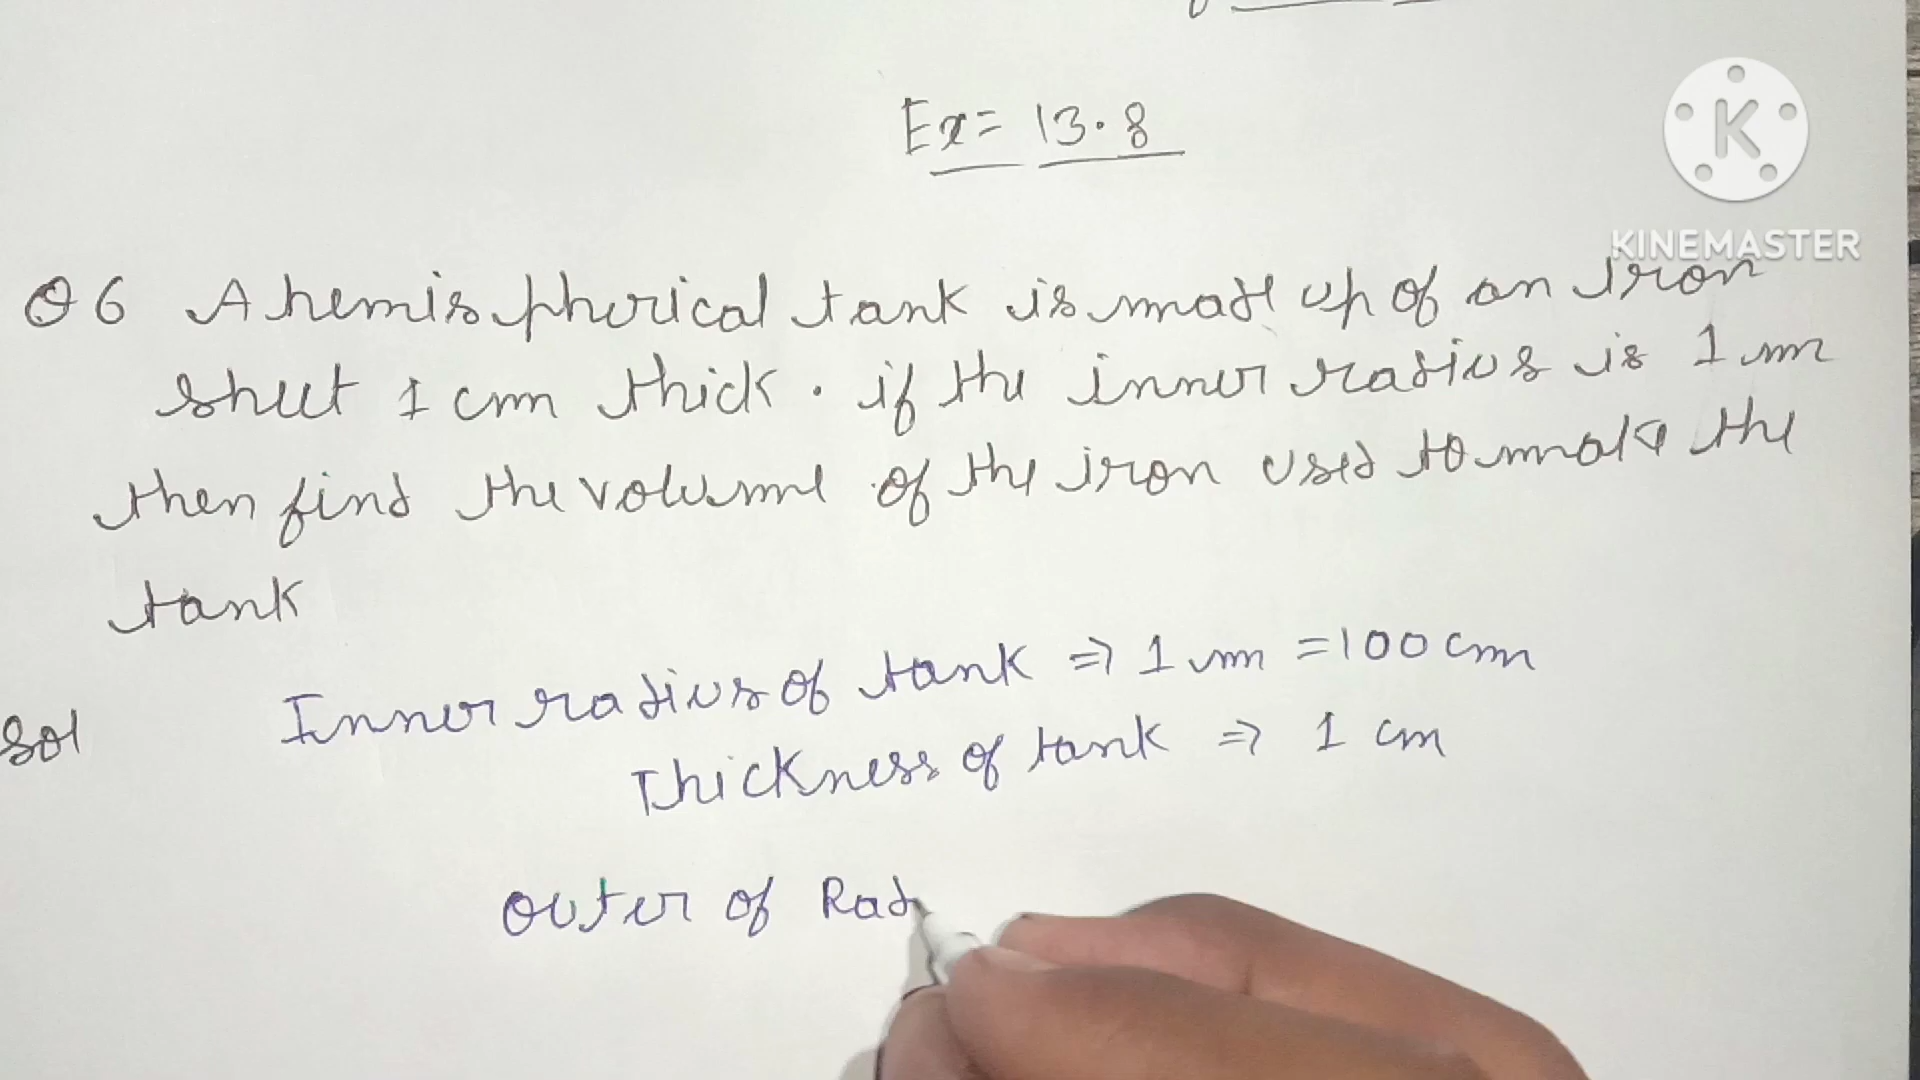 Ex= 13.8
KINEMASTER
Q6 A hemispherical tank is made up of an Iron
sheet 1 cm thick. if the inner radius is 1 m
then find the volume of the iron used to make the
tank
Sol Inner radius of tank ⇒ 1 m = 100 cm
Thickness of tank ⇒ 1 cm
outer of Rad